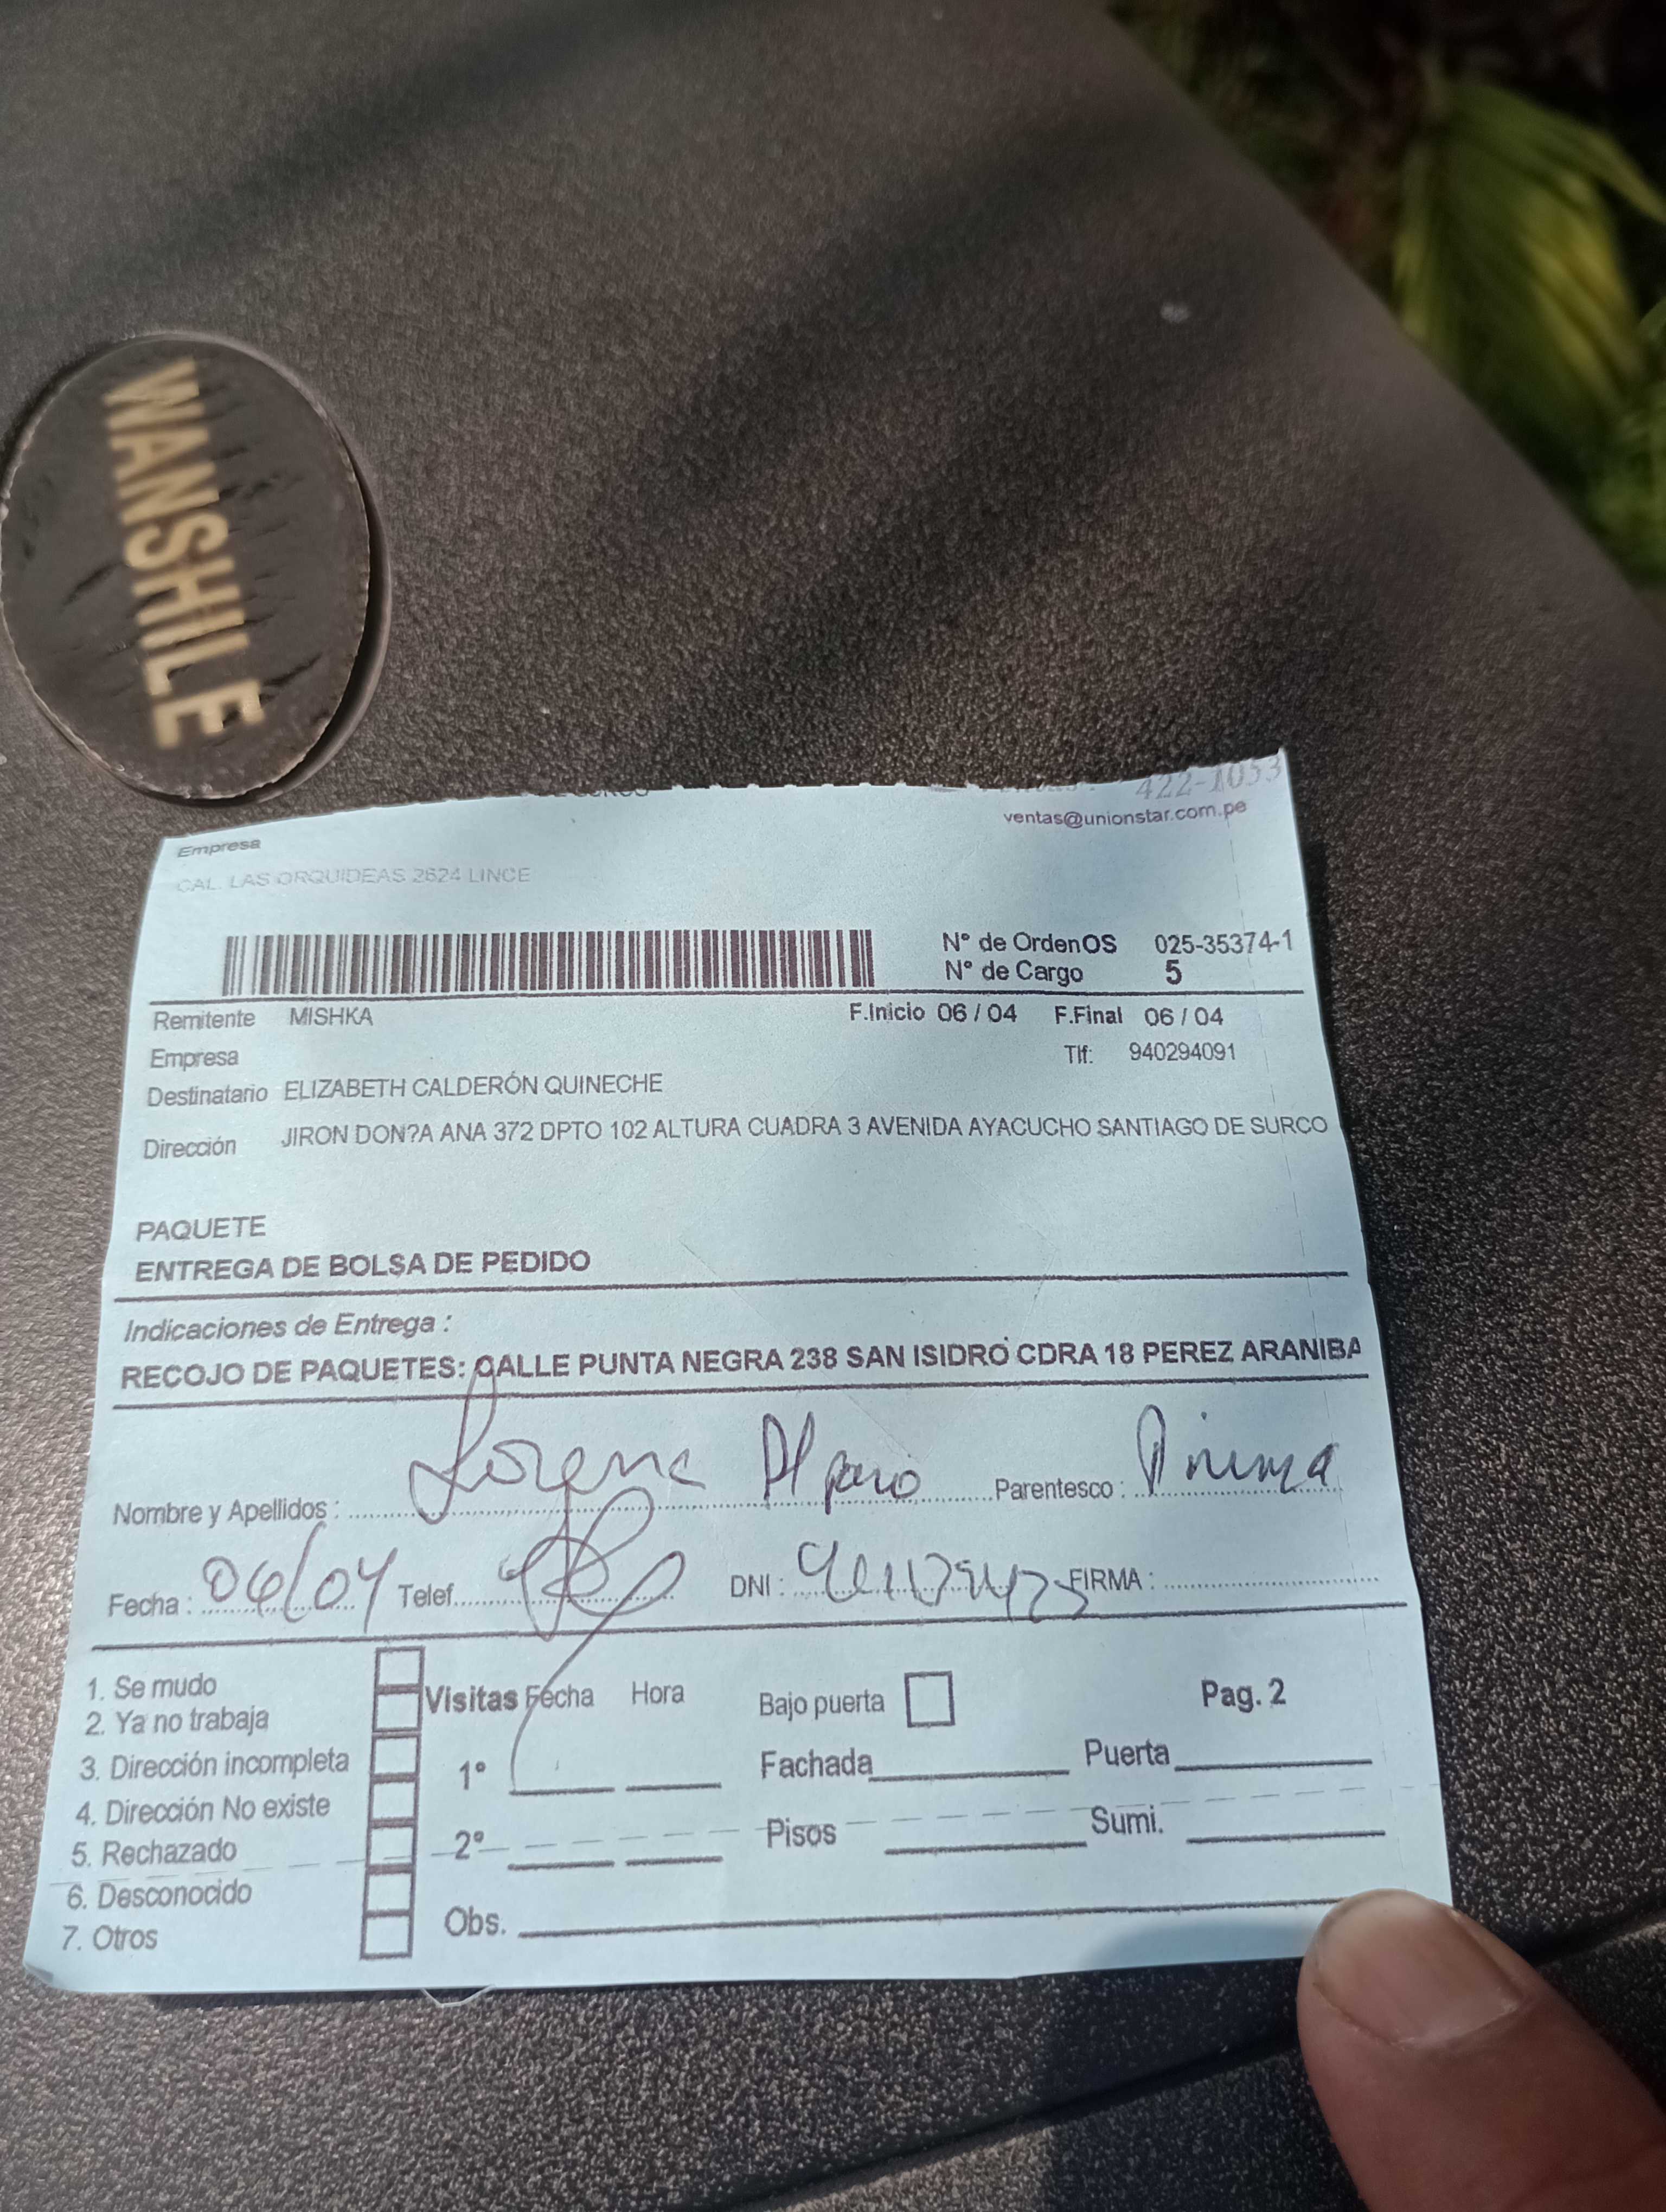 WANSHILE
422-1053
ventas@unionstar.com.pe
Empresa
CAL. LAS ORQUIDEAS 2624 LINCE
N° de OrdenOS 025-35374-1
N° de Cargo 5
Remitente MISHKA F.Inicio 06 / 04 F.Final 06 / 04
Empresa Tlf: 940294091
Destinatario ELIZABETH CALDERÓN QUINECHE
Dirección JIRON DON?A ANA 372 DPTO 102 ALTURA CUADRA 3 AVENIDA AYACUCHO SANTIAGO DE SURCO
PAQUETE
ENTREGA DE BOLSA DE PEDIDO
Indicaciones de Entrega :
RECOJO DE PAQUETES: CALLE PUNTA NEGRA 238 SAN ISIDRO CDRA 18 PEREZ ARANIBA
Nombre y Apellidos : Lorena Parentesco :
Fecha : 06/04 Telef. DNI : FIRMA :
1. Se mudo
2. Ya no trabaja
3. Dirección incompleta
4. Dirección No existe
5. Rechazado
6. Desconocido
7. Otros
Visitas Fecha Hora
1°
2°
Obs.
Bajo puerta
Fachada
Pisos
Pag. 2
Puerta
Sumi.